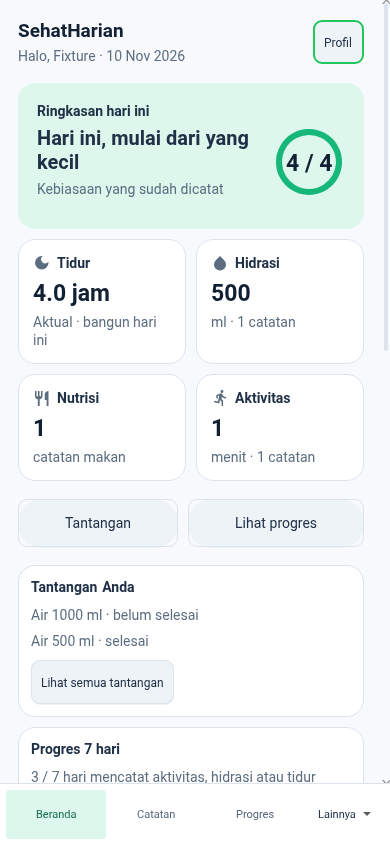 SehatHarian
Halo, Fixture · 10 Nov 2026
Profil
Ringkasan hari ini
Hari ini, mulai dari yang
kecil
Kebiasaan yang sudah dicatat
4 / 4
Tidur
4.0 jam
Aktual · bangun hari
ini
Hidrasi
500
ml · 1 catatan
Nutrisi
1
catatan makan
Aktivitas
1
menit · 1 catatan
Tantangan
Lihat progres
Tantangan Anda
Air 1000 ml · belum selesai
Air 500 ml · selesai
Lihat semua tantangan
Progres 7 hari
3 / 7 hari mencatat aktivitas, hidrasi atau tidur
Beranda
Catatan
Progres
Lainnya